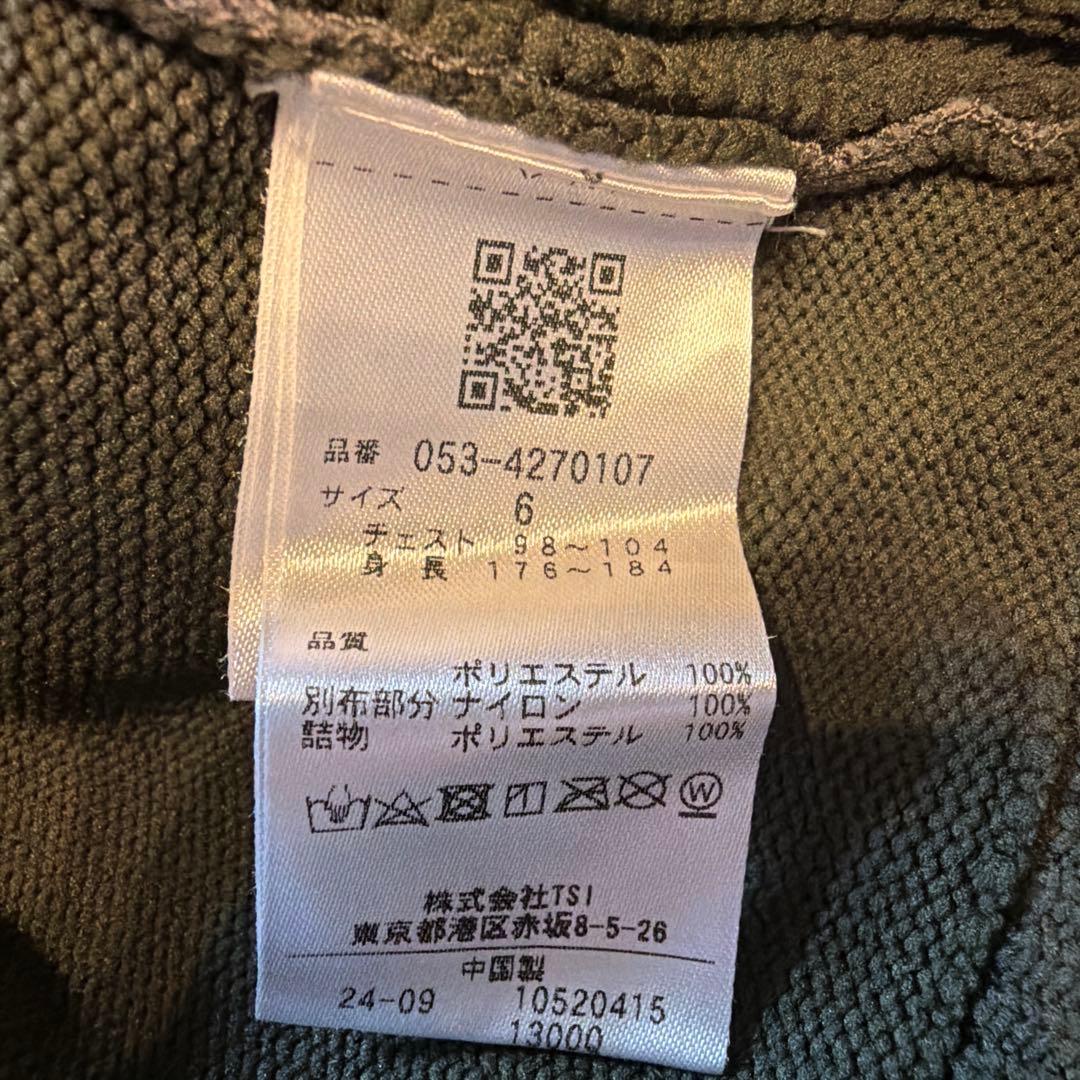 品番 053-4270107
サイズ 6
チェスト 98～104
身長 176～184
品質
ポリエステル 100%
別布部分 ナイロン 100%
詰物 ポリエステル 100%
W
株式会社TSI
東京都港区赤坂8-5-26
中国製
24-09 10520415
13000